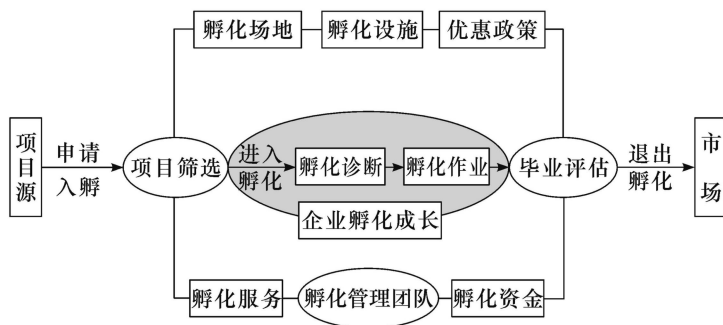 孵化场地
孵化设施
优惠政策
项目源
申请
入孵
项目筛选
进入
孵化
孵化诊断
孵化作业
企业孵化成长
毕业评估
退出
孵化
市场
孵化服务
孵化管理团队
孵化资金